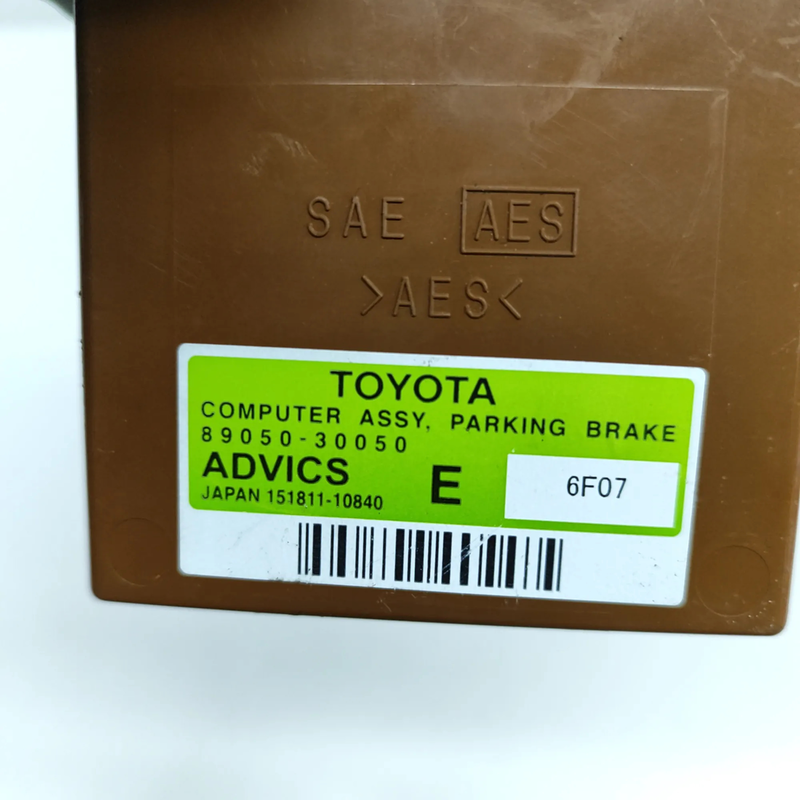 SAE AES
>AES<
TOYOTA
COMPUTER ASSY, PARKING BRAKE
89050-30050
ADVICS E 6F07
JAPAN 151811-10840